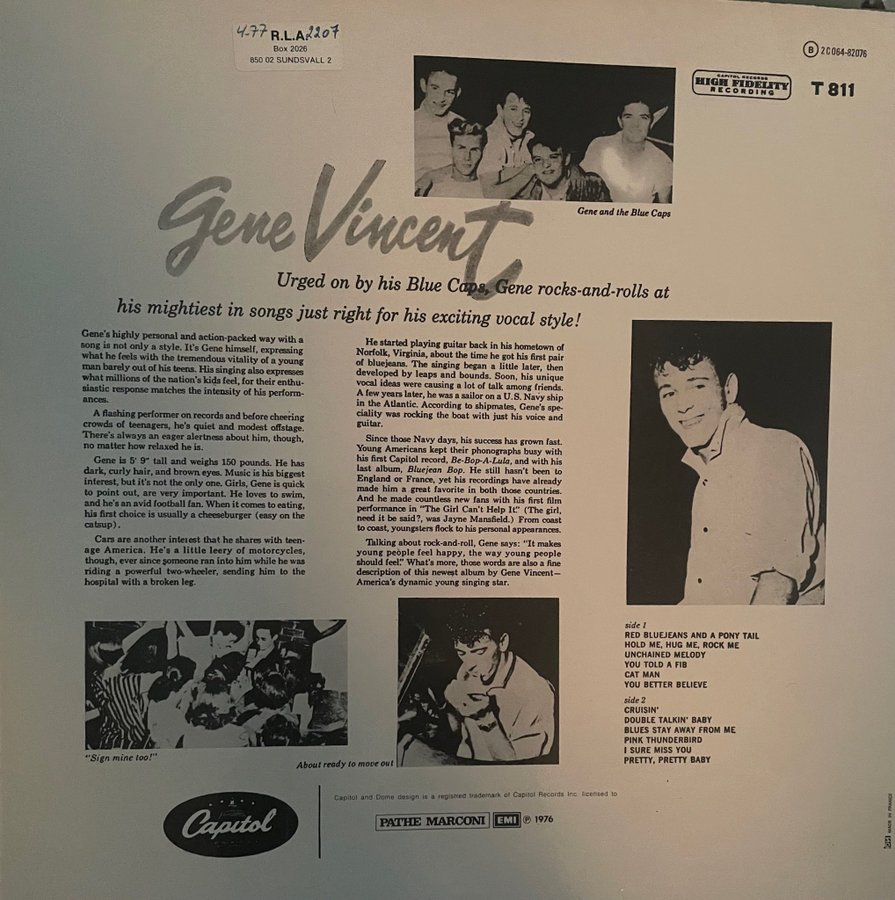 4-77 R.L.A 2207
Box 2026
850 02 SUNDSVALL 2
B 2C064-82076
CAPITOL RECORDS
HIGH FIDELITY
RECORDING
T 811
Gene and the Blue Caps
Gene Vincent
Urged on by his Blue Caps, Gene rocks-and-rolls at
his mightiest in songs just right for his exciting vocal style!
Gene's highly personal and action-packed way with a
song is not only a style. It's Gene himself, expressing
what he feels with the tremendous vitality of a young
man barely out of his teens. His singing also expresses
what millions of the nation's kids feel, for their enthu-
siastic response matches the intensity of his perform-
ances.
A flashing performer on records and before cheering
crowds of teenagers, he's quiet and modest offstage.
There's always an eager alertness about him, though,
no matter how relaxed he is.
Gene is 5' 9" tall and weighs 150 pounds. He has
dark, curly hair, and brown eyes. Music is his biggest
interest, but it's not the only one. Girls, Gene is quick
to point out, are very important. He loves to swim,
and he's an avid football fan. When it comes to eating,
his first choice is usually a cheeseburger (easy on the
catsup).
Cars are another interest that he shares with teen-
age America. He's a little leery of motorcycles,
though, ever since someone ran into him while he was
riding a powerful two-wheeler, sending him to the
hospital with a broken leg.
He started playing guitar back in his hometown of
Norfolk, Virginia, about the time he got his first pair
of bluejeans. The singing began a little later, then
developed by leaps and bounds. Soon, his unique
vocal ideas were causing a lot of talk among friends.
A few years later, he was a sailor on a U.S. Navy ship
in the Atlantic. According to shipmates, Gene's spe-
ciality was rocking the boat with just his voice and
guitar.
Since those Navy days, his success has grown fast.
Young Americans kept their phonographs busy with
his first Capitol record, Be-Bop-A-Lula, and with his
last album, Bluejean Bop. He still hasn't been to
England or France, yet his recordings have already
made him a great favorite in both those countries.
And he made countless new fans with his first film
performance in "The Girl Can't Help It." (The girl,
need it be said?, was Jayne Mansfield.) From coast
to coast, youngsters flock to his personal appearances.
Talking about rock-and-roll, Gene says: "It makes
young people feel happy, the way young people
should feel." What's more, those words are also a fine
description of this newest album by Gene Vincent—
America's dynamic young singing star.
side 1
RED BLUEJEANS AND A PONY TAIL
HOLD ME, HUG ME, ROCK ME
UNCHAINED MELODY
YOU TOLD A FIB
CAT MAN
YOU BETTER BELIEVE
side 2
CRUISIN'
DOUBLE TALKIN' BABY
BLUES STAY AWAY FROM ME
PINK THUNDERBIRD
I SURE MISS YOU
PRETTY, PRETTY BABY
"Sign mine too!"
About ready to move out
Capitol
Capitol and Dome design is a registred trademark of Capitol Records Inc. licensed to
PATHE MARCONI EMI ℗ 1976
MADE IN FRANCE